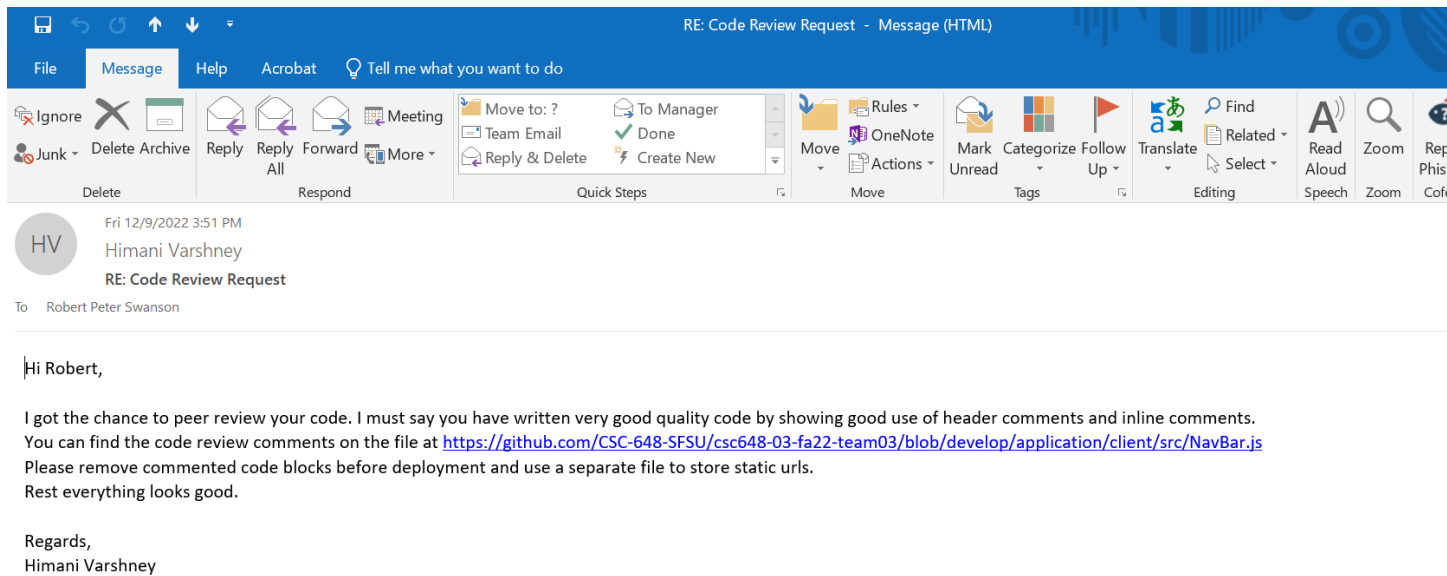 RE: Code Review Request - Message (HTML)
File Message Help Acrobat Tell me what you want to do
Ignore
Junk
Delete Archive
Delete
Reply Reply All Forward
Meeting
More
Respond
Move to: ? To Manager
Team Email Done
Reply & Delete Create New
Quick Steps
Move
Rules
OneNote
Actions
Move
Mark Unread Categorize Follow Up
Tags
Translate
Find
Related
Select
Editing
Read Aloud
Speech
Zoom
Zoom
HV
Fri 12/9/2022 3:51 PM
Himani Varshney
RE: Code Review Request
To Robert Peter Swanson
Hi Robert,
I got the chance to peer review your code. I must say you have written very good quality code by showing good use of header comments and inline comments.
You can find the code review comments on the file at https://github.com/CSC-648-SFSU/csc648-03-fa22-team03/blob/develop/application/client/src/NavBar.js
Please remove commented code blocks before deployment and use a separate file to store static urls.
Rest everything looks good.
Regards,
Himani Varshney